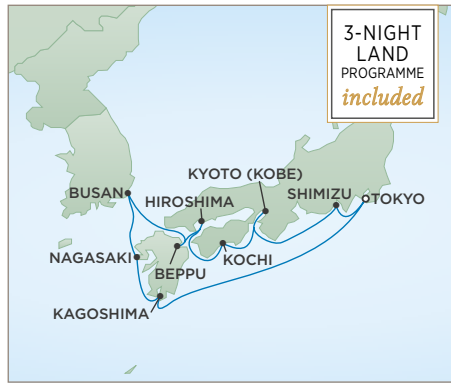 3-NIGHT
LAND
PROGRAMME
included
KYOTO (KOBE)
BUSAN
HIROSHIMA
SHIMIZU
TOKYO
NAGASAKI
BEPPU
KOCHI
KAGOSHIMA